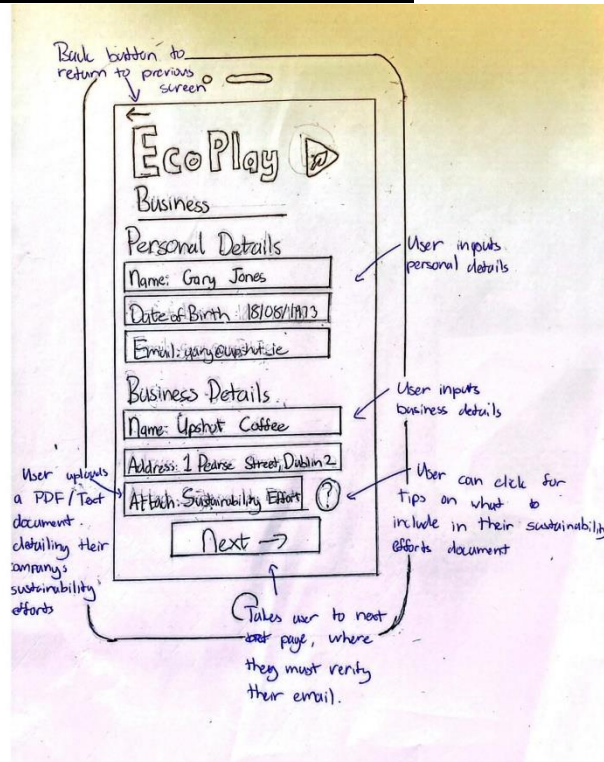 Back button to
return to previous
screen
←
EcoPlay
Business
Personal Details
Name: Gary Jones
Date of Birth: 18/08/1973
Email: gary@upshot.ie
Business Details
Name: Upshot Coffee
Address: 1 Pearse Street, Dublin 2
Attach: Sustainability Effort
?
Next →
User inputs
personal details
User inputs
business details
User can click for
tips on what to
include in their sustainability
efforts document
User uploads
a PDF/Text
document
detailing their
companys
sustainability
efforts
Takes user to next
page, where
they must verify
their email.